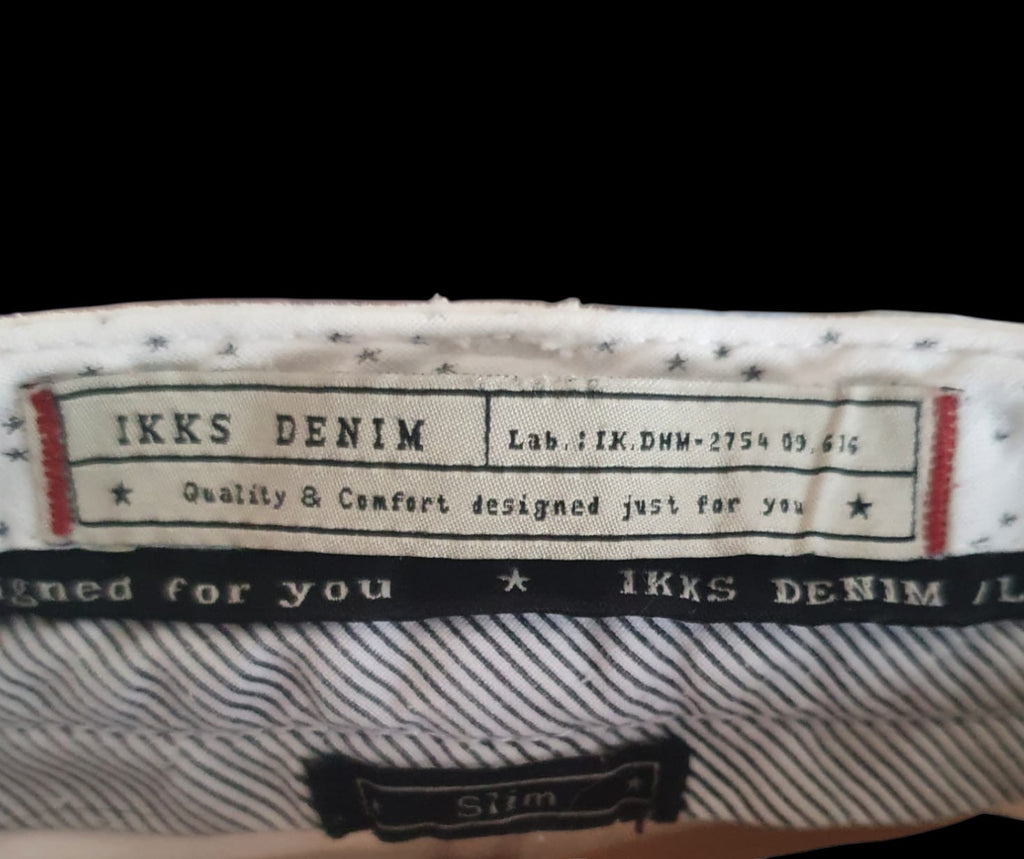 IKKS DENIM
Lab.: IK.DNM-2754 09.616
★ Quality & Comfort designed just for you ★
gned for you ★ IKKS DENIM /L
Slim